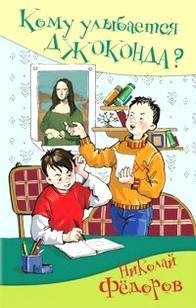 Кому улыбается
Джоконда?
Николай
Фёдоров